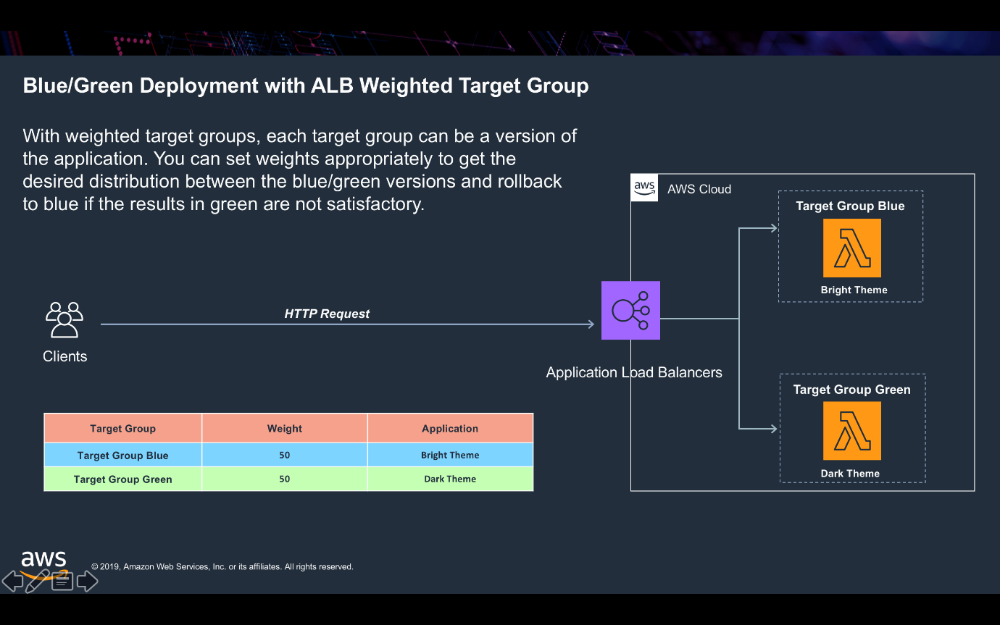 Blue/Green Deployment with ALB Weighted Target Group
With weighted target groups, each target group can be a version of
the application. You can set weights appropriately to get the
desired distribution between the blue/green versions and rollback
to blue if the results in green are not satisfactory.
aws
AWS Cloud
Target Group Blue
Bright Theme
HTTP Request
Clients
Application Load Balancers
Target Group Green
Dark Theme
Target Group Weight Application
Target Group Blue 50 Bright Theme
Target Group Green 50 Dark Theme
aws
© 2019, Amazon Web Services, Inc. or its affiliates. All rights reserved.